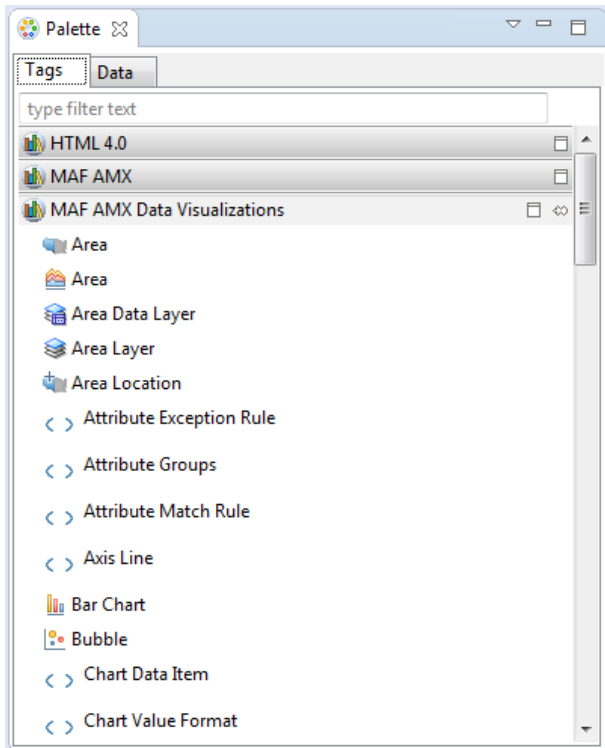 Palette
Tags
Data
type filter text
HTML 4.0
MAF AMX
MAF AMX Data Visualizations
Area
Area
Area Data Layer
Area Layer
Area Location
Attribute Exception Rule
Attribute Groups
Attribute Match Rule
Axis Line
Bar Chart
Bubble
Chart Data Item
Chart Value Format